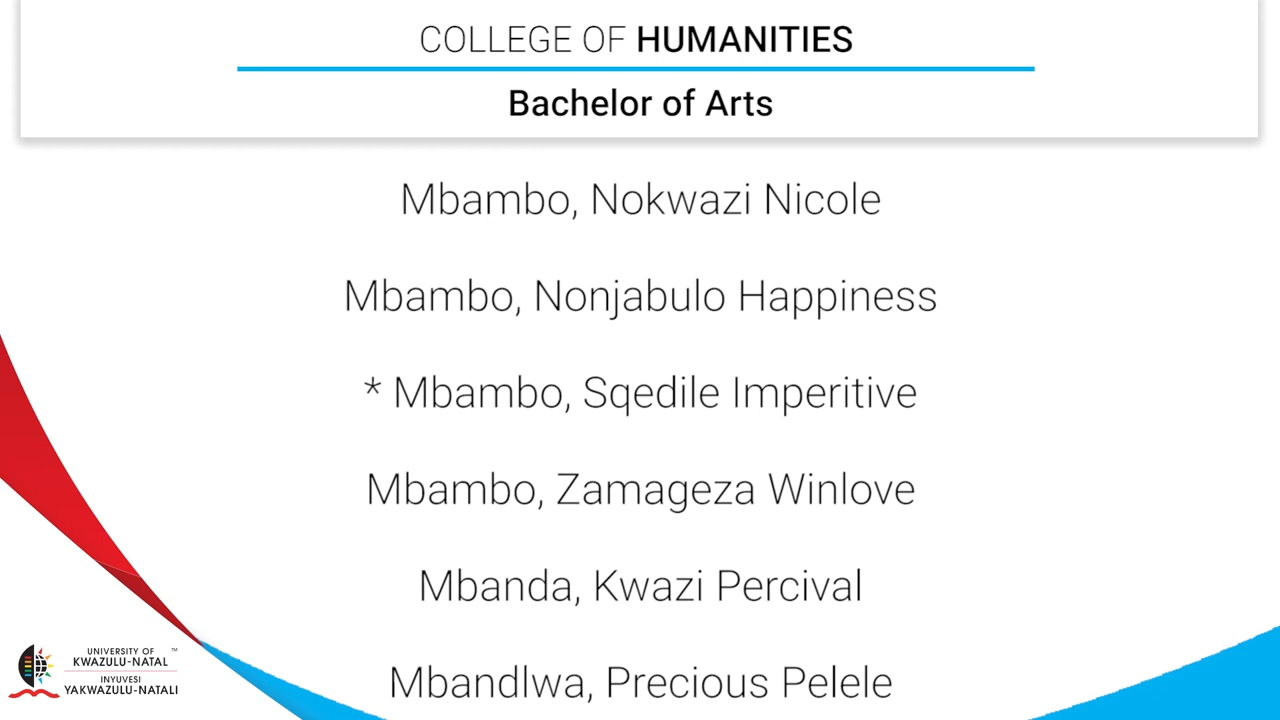 COLLEGE OF HUMANITIES
Bachelor of Arts
Mbambo, Nokwazi Nicole
Mbambo, Nonjabulo Happiness
* Mbambo, Sqedile Imperitive
Mbambo, Zamageza Winlove
Mbanda, Kwazi Percival
Mbandlwa, Precious Pelele
UNIVERSITY OF ™
KWAZULU-NATAL
INYUVESI
YAKWAZULU-NATALI